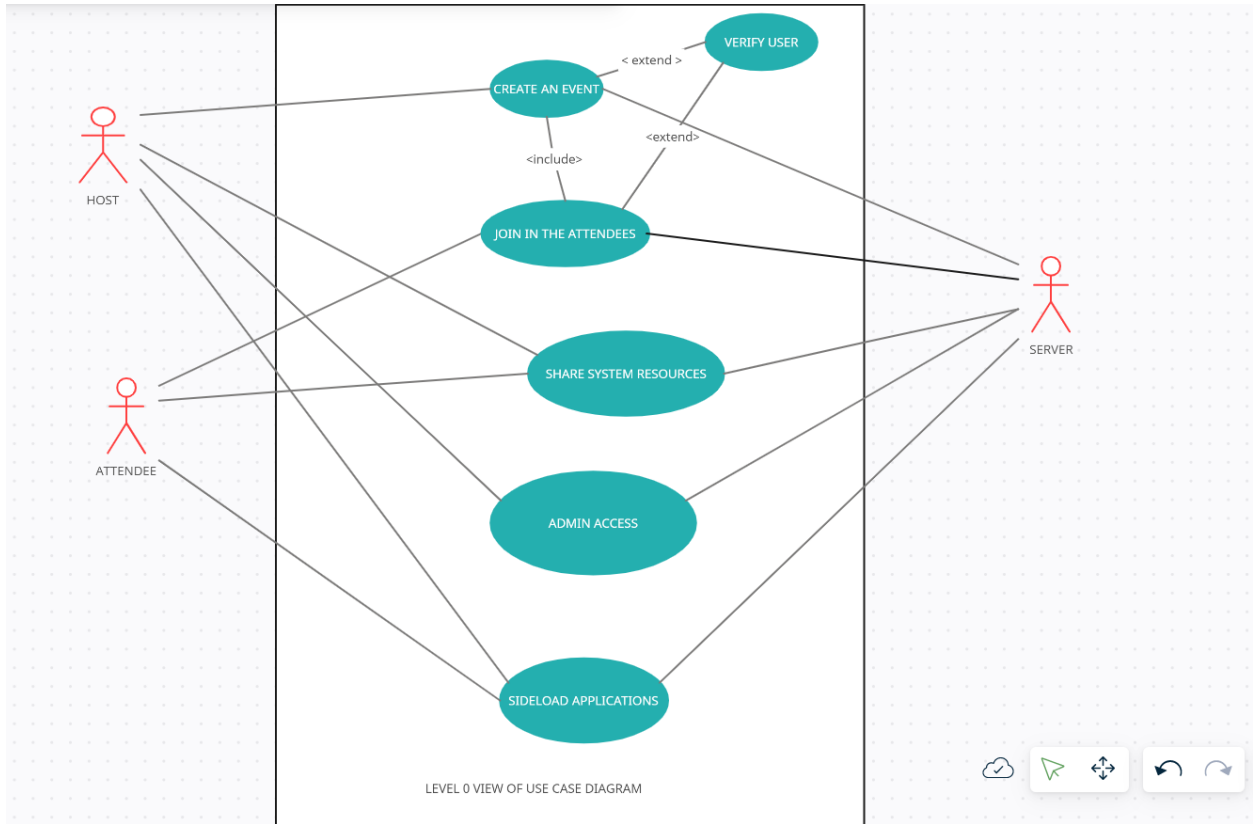 VERIFY USER
< extend >
CREATE AN EVENT
<extend>
<include>
HOST
JOIN IN THE ATTENDEES
SERVER
SHARE SYSTEM RESOURCES
ATTENDEE
ADMIN ACCESS
SIDELOAD APPLICATIONS
LEVEL 0 VIEW OF USE CASE DIAGRAM